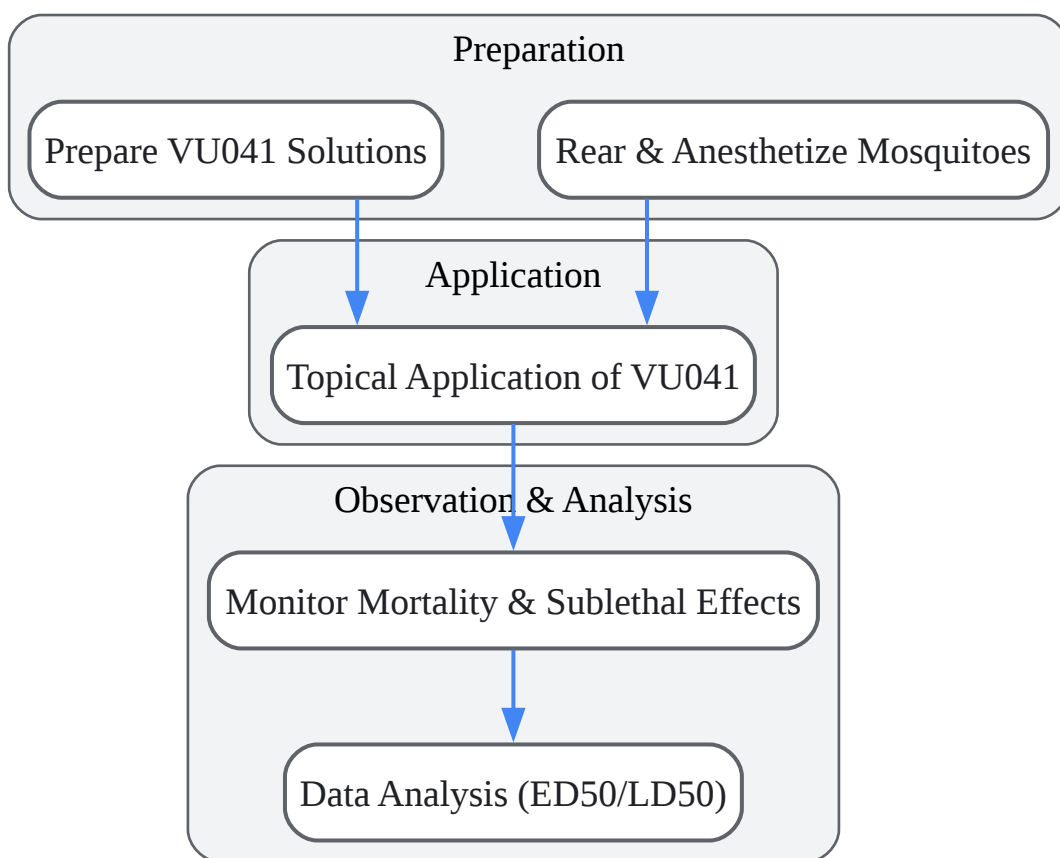 Preparation
Prepare VU041 Solutions
Rear & Anesthetize Mosquitoes
Application
Topical Application of VU041
Observation & Analysis
Monitor Mortality & Sublethal Effects
Data Analysis (ED50/LD50)